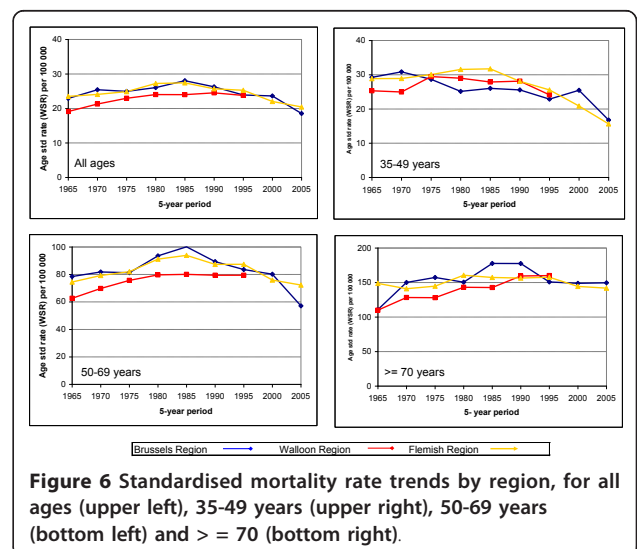 Age std rate (WSR) per 100 000
40
30
20
10
0
All ages
1965 1970 1975 1980 1985 1990 1995 2000 2005
5-year period
Age std rate (WSR) per 100 000
40
30
20
10
0
35-49 years
1965 1970 1975 1980 1985 1990 1995 2000 2005
5-year period
Age std rate (WSR) per 100 000
100
80
60
40
20
0
50-69 years
1965 1970 1975 1980 1985 1990 1995 2000 2005
5-year period
Age std rate (WSR) per 100 000
200
150
100
50
0
>= 70 years
1965 1970 1975 1980 1985 1990 1995 2000 2005
5- year period
Brussels Region Walloon Region Flemish Region
Figure 6 Standardised mortality rate trends by region, for all
ages (upper left), 35-49 years (upper right), 50-69 years
(bottom left) and > = 70 (bottom right).